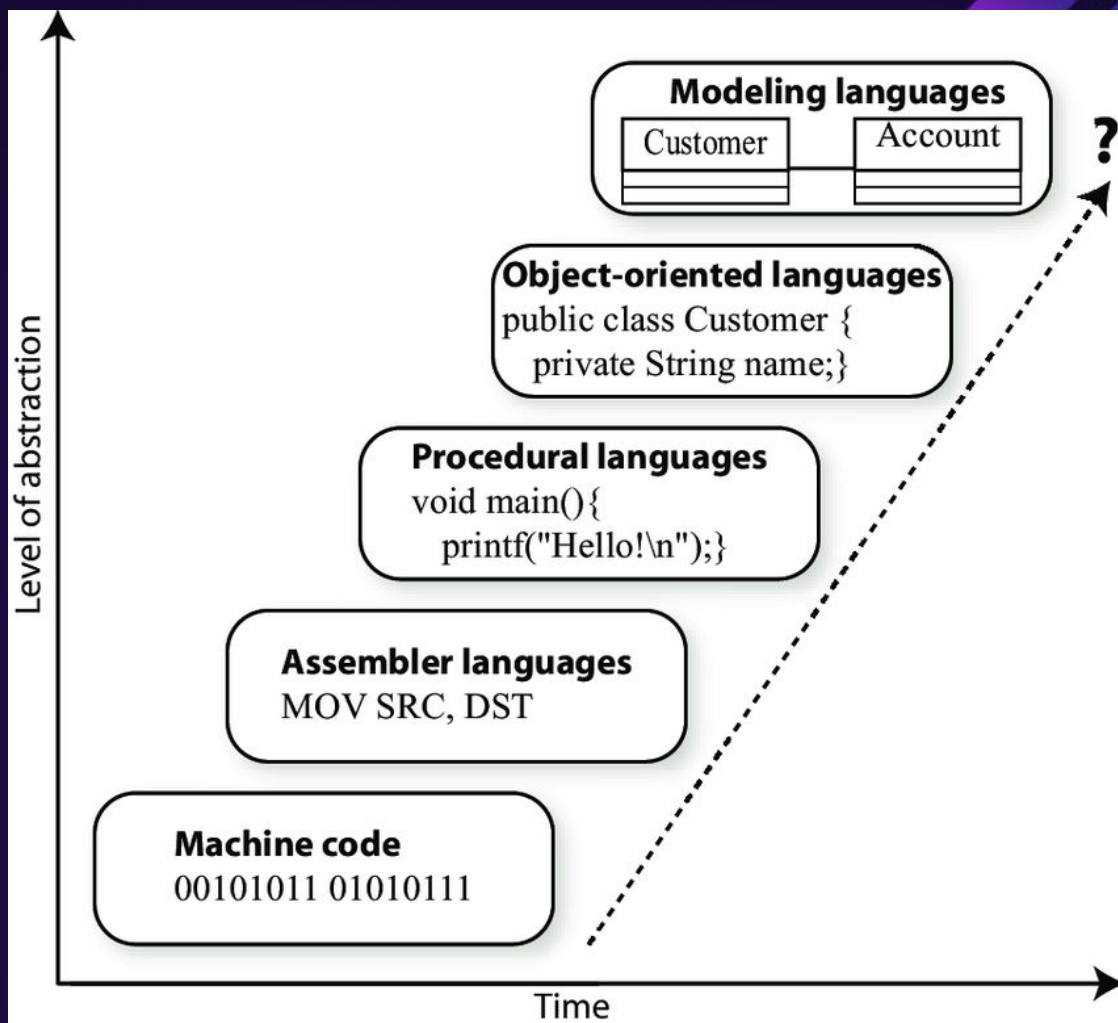 Level of abstraction
Modeling languages
Customer
Account
?
Object-oriented languages
public class Customer {
private String name;}
Procedural languages
void main(){
printf("Hello!\n");}
Assembler languages
MOV SRC, DST
Machine code
00101011 01010111
Time